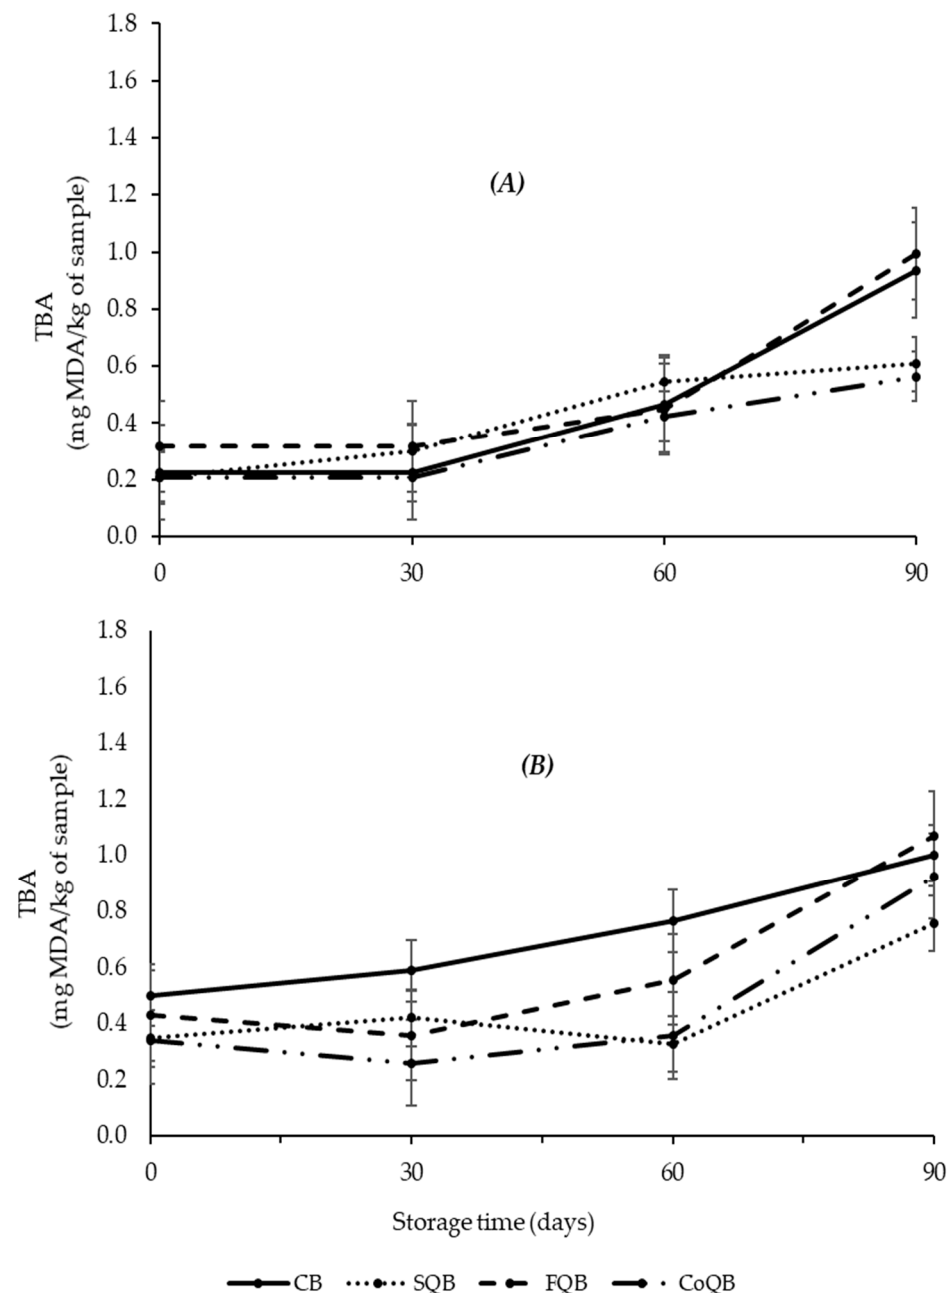 1.8
1.6
1.4
1.2
1.0
0.8
0.6
0.4
0.2
0.0
TBA
(mg MDA/kg of sample)
(A)
0 30 60 90
1.8
1.6
1.4
1.2
1.0
0.8
0.6
0.4
0.2
0.0
TBA
(mg MDA/kg of sample)
(B)
0 30 60 90
Storage time (days)
CB SQB FQB CoQB